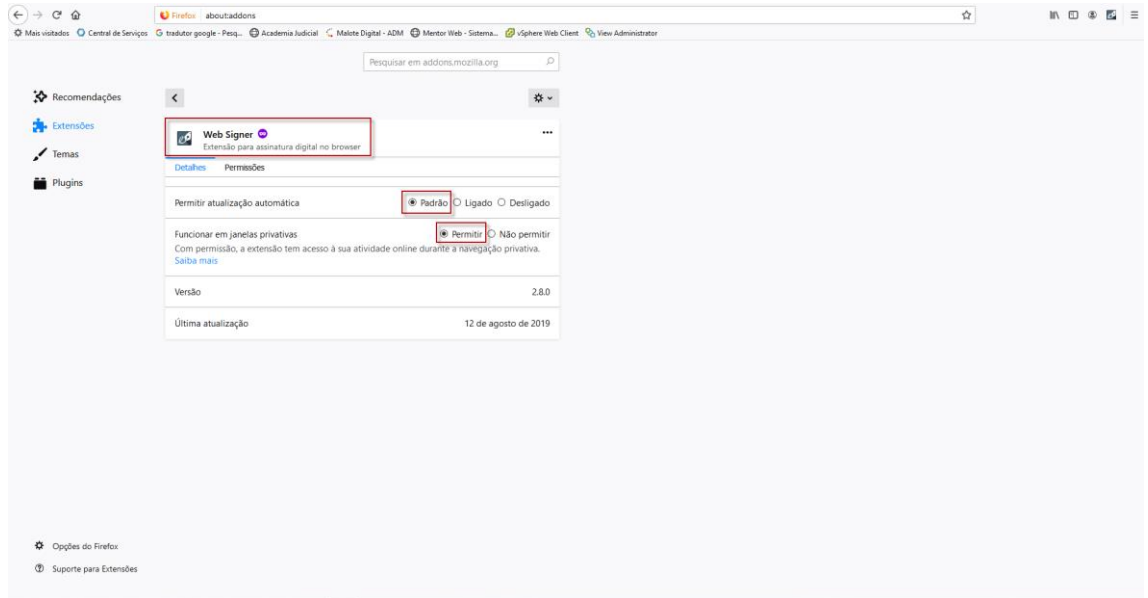 Firefox about:addons
Mais visitados Central de Serviços tradutor google - Pesq... Academia Judicial Malote Digital - ADM Mentor Web - Sistema... vSphere Web Client View Administrator
Pesquisar em addons.mozilla.org
Recomendações
Extensões
Temas
Plugins
Web Signer
Extensão para assinatura digital no browser
Detalhes Permissões
Permitir atualização automática Padrão Ligado Desligado
Funcionar em janelas privativas Permitir Não permitir
Com permissão, a extensão tem acesso à sua atividade online durante a navegação privativa.
Saiba mais
Versão 2.8.0
Última atualização 12 de agosto de 2019
Opções do Firefox
Suporte para Extensões